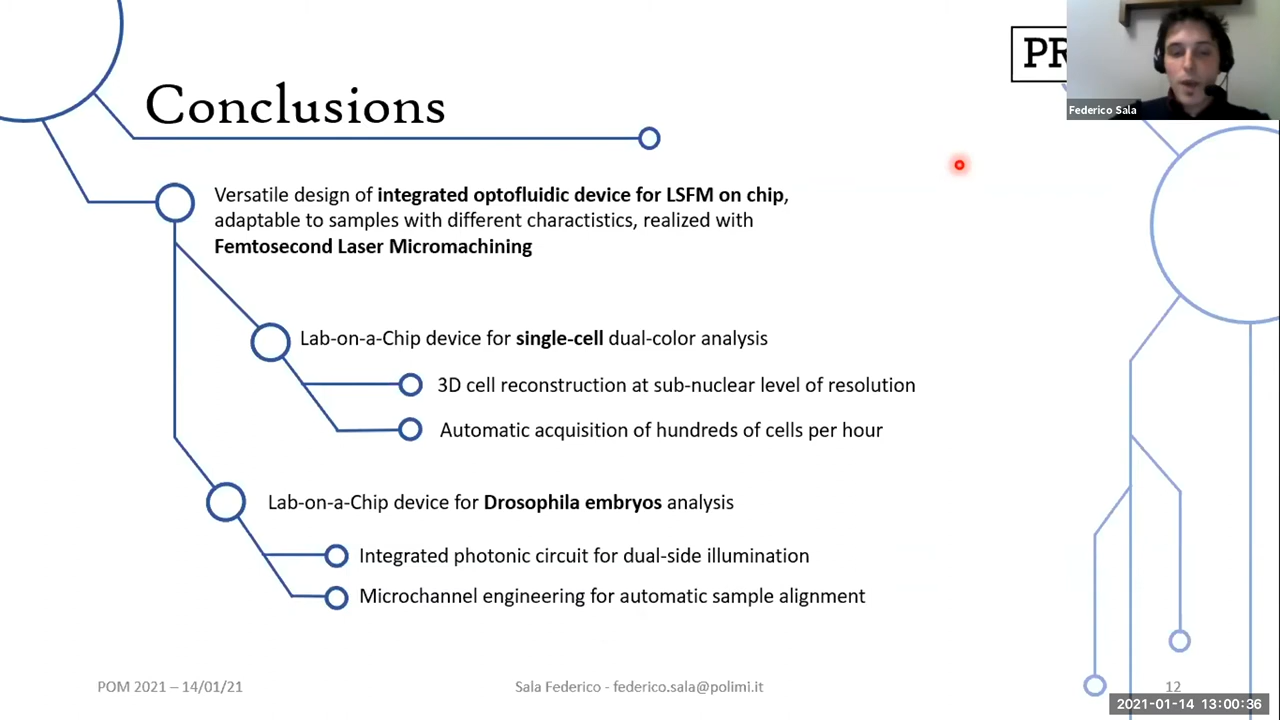 PR
Federico Sala
Conclusions
Versatile design of integrated optofluidic device for LSFM on chip,
adaptable to samples with different charactistics, realized with
Femtosecond Laser Micromachining
Lab-on-a-Chip device for single-cell dual-color analysis
3D cell reconstruction at sub-nuclear level of resolution
Automatic acquisition of hundreds of cells per hour
Lab-on-a-Chip device for Drosophila embryos analysis
Integrated photonic circuit for dual-side illumination
Microchannel engineering for automatic sample alignment
POM 2021 – 14/01/21
Sala Federico - federico.sala@polimi.it
12
2021-01-14 13:00:36